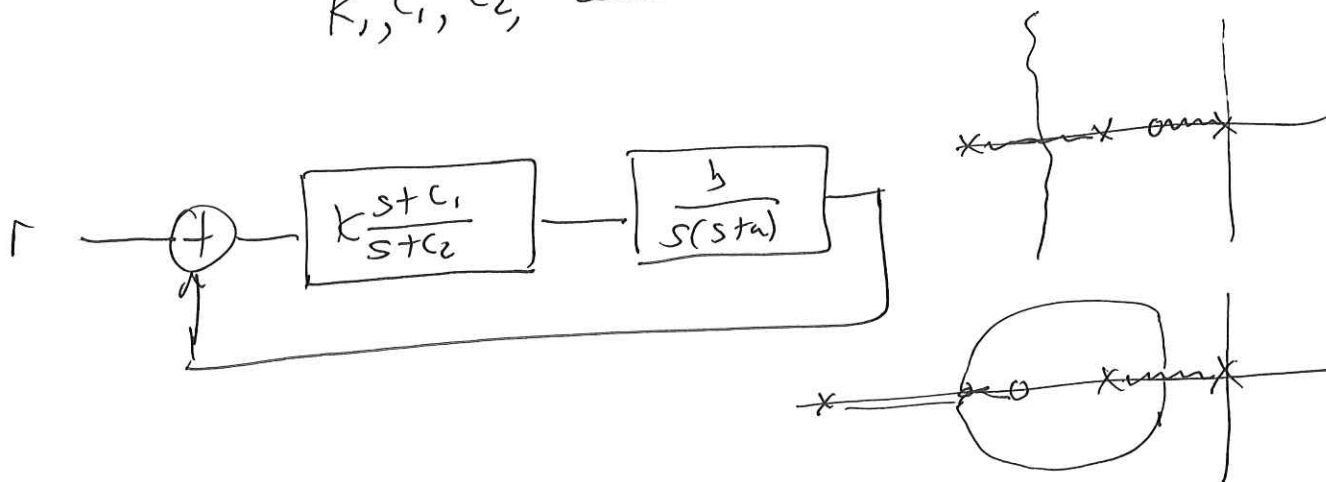 K, c₁, c₂,
r
+
K (s+c₁)/(s+c₂)
b/(s(s+a))